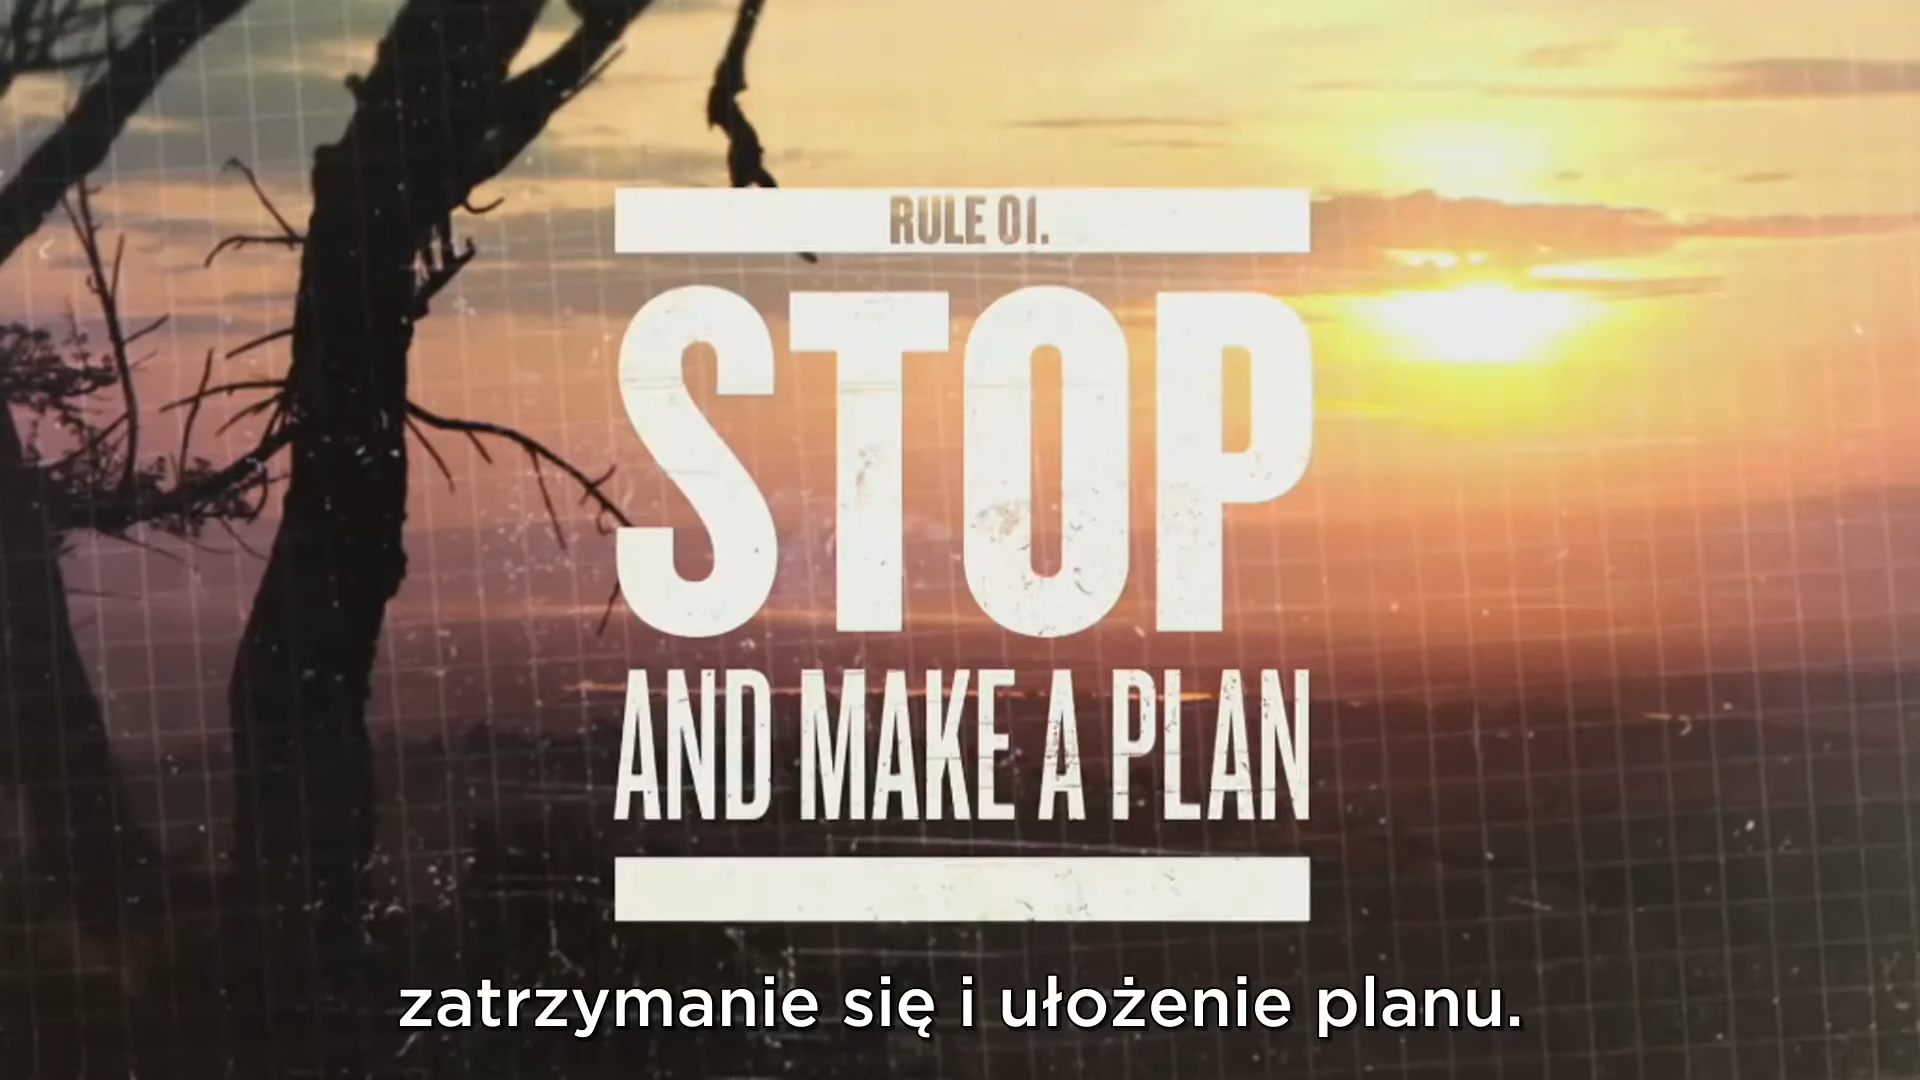 RULE 01.
STOP
AND MAKE A PLAN
zatrzymanie się i ułożenie planu.